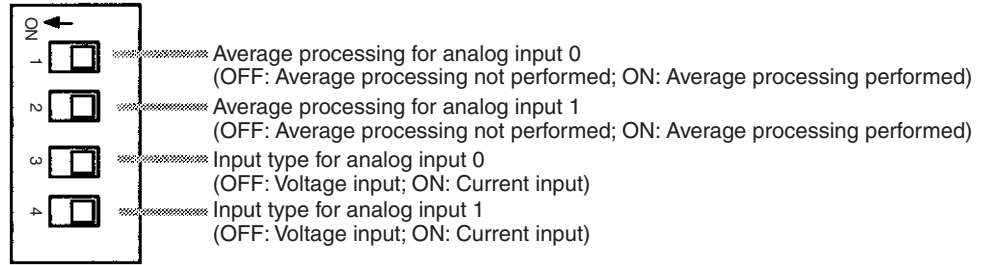 ON
1
Average processing for analog input 0
(OFF: Average processing not performed; ON: Average processing performed)
2
Average processing for analog input 1
(OFF: Average processing not performed; ON: Average processing performed)
3
Input type for analog input 0
(OFF: Voltage input; ON: Current input)
4
Input type for analog input 1
(OFF: Voltage input; ON: Current input)